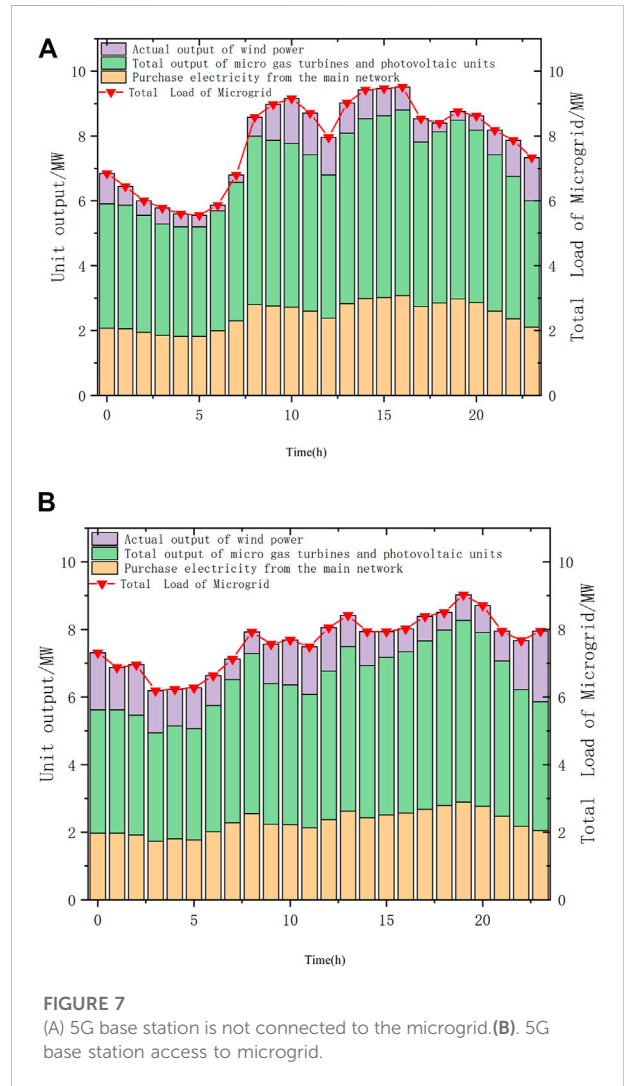 A
Actual output of wind power
Total output of micro gas turbines and photovoltaic units
Purchase electricity from the main network
Total Load of Microgrid
10
8
6
4
2
0
Unit output/MW
10
8
6
4
2
0
Total Load of Microgrid/MW
0 5 10 15 20
Time(h)
B
Actual output of wind power
Total output of micro gas turbines and photovoltaic units
Purchase electricity from the main network
Total Load of Microgrid
10
8
6
4
2
0
Unit output/MW
10
8
6
4
2
0
Total Load of Microgrid/MW
0 5 10 15 20
Time(h)
FIGURE 7
(A) 5G base station is not connected to the microgrid.(B). 5G
base station access to microgrid.